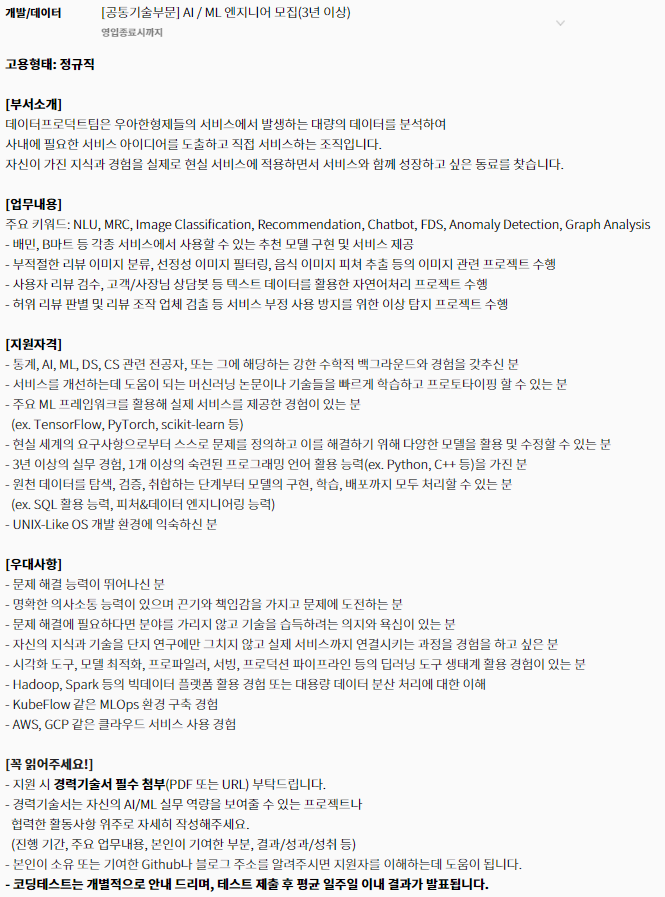 개발/데이터 [공통기술부문] AI / ML 엔지니어 모집(3년 이상)
영입종료시까지
고용형태: 정규직
[부서소개]
데이터프로덕트팀은 우아한형제들의 서비스에서 발생하는 대량의 데이터를 분석하여
사내에 필요한 서비스 아이디어를 도출하고 직접 서비스하는 조직입니다.
자신이 가진 지식과 경험을 실제로 현실 서비스에 적용하면서 서비스와 함께 성장하고 싶은 동료를 찾습니다.
[업무내용]
주요 키워드: NLU, MRC, Image Classification, Recommendation, Chatbot, FDS, Anomaly Detection, Graph Analysis
- 배민, B마트 등 각종 서비스에서 사용할 수 있는 추천 모델 구현 및 서비스 제공
- 부적절한 리뷰 이미지 분류, 선정성 이미지 필터링, 음식 이미지 피쳐 추출 등의 이미지 관련 프로젝트 수행
- 사용자 리뷰 검수, 고객/사장님 상담봇 등 텍스트 데이터를 활용한 자연어처리 프로젝트 수행
- 허위 리뷰 판별 및 리뷰 조작 업체 검출 등 서비스 부정 사용 방지를 위한 이상 탐지 프로젝트 수행
[지원자격]
- 통계, AI, ML, DS, CS 관련 전공자, 또는 그에 해당하는 강한 수학적 백그라운드와 경험을 갖추신 분
- 서비스를 개선하는데 도움이 되는 머신러닝 논문이나 기술들을 빠르게 학습하고 프로토타이핑 할 수 있는 분
- 주요 ML 프레임워크를 활용해 실제 서비스를 제공한 경험이 있는 분
(ex. TensorFlow, PyTorch, scikit-learn 등)
- 현실 세계의 요구사항으로부터 스스로 문제를 정의하고 이를 해결하기 위해 다양한 모델을 활용 및 수정할 수 있는 분
- 3년 이상의 실무 경험, 1개 이상의 숙련된 프로그래밍 언어 활용 능력(ex. Python, C++ 등)을 가진 분
- 원천 데이터를 탐색, 검증, 취합하는 단계부터 모델의 구현, 학습, 배포까지 모두 처리할 수 있는 분
(ex. SQL 활용 능력, 피처&데이터 엔지니어링 능력)
- UNIX-Like OS 개발 환경에 익숙하신 분
[우대사항]
- 문제 해결 능력이 뛰어나신 분
- 명확한 의사소통 능력이 있으며 끈기와 책임감을 가지고 문제에 도전하는 분
- 문제 해결에 필요하다면 분야를 가리지 않고 기술을 습득하려는 의지와 욕심이 있는 분
- 자신의 지식과 기술을 단지 연구에만 그치지 않고 실제 서비스까지 연결시키는 과정을 경험을 하고 싶은 분
- 시각화 도구, 모델 최적화, 프로파일러, 서빙, 프로덕션 파이프라인 등의 딥러닝 도구 생태계 활용 경험이 있는 분
- Hadoop, Spark 등의 빅데이터 플랫폼 활용 경험 또는 대용량 데이터 분산 처리에 대한 이해
- KubeFlow 같은 MLOps 환경 구축 경험
- AWS, GCP 같은 클라우드 서비스 사용 경험
[꼭 읽어주세요!]
- 지원 시 경력기술서 필수 첨부(PDF 또는 URL) 부탁드립니다.
- 경력기술서는 자신의 AI/ML 실무 역량을 보여줄 수 있는 프로젝트나
협력한 활동사항 위주로 자세히 작성해주세요.
(진행 기간, 주요 업무내용, 본인이 기여한 부분, 결과/성과/성취 등)
- 본인이 소유 또는 기여한 Github나 블로그 주소를 알려주시면 지원자를 이해하는데 도움이 됩니다.
- 코딩테스트는 개별적으로 안내 드리며, 테스트 제출 후 평균 일주일 이내 결과가 발표됩니다.